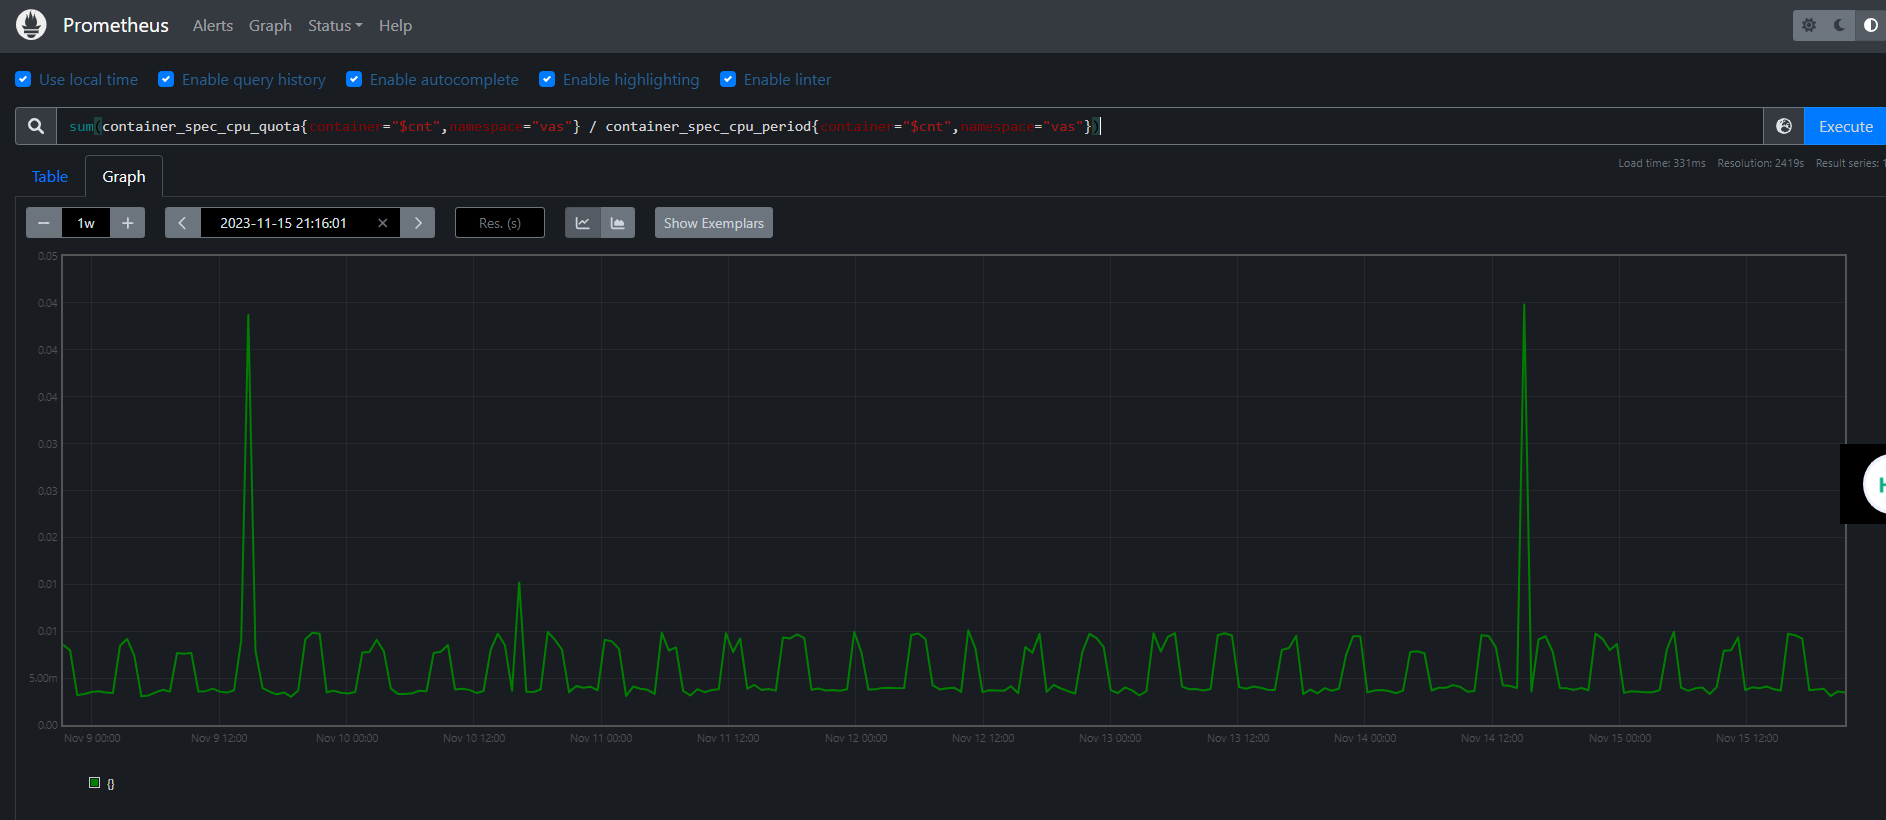 Prometheus Alerts Graph Status Help
Use local time Enable query history Enable autocomplete Enable highlighting Enable linter
sum(container_spec_cpu_quota{container="$cnt",namespace="vas"} / container_spec_cpu_period{container="$cnt",namespace="vas"})
Execute
Load time: 331ms Resolution: 2419s Result series: 1
Table Graph
− 1w + 2023-11-15 21:16:01 × Res. (s) Show Exemplars
0.05
0.04
0.04
0.04
0.03
0.03
0.02
0.01
0.01
5.00m
0.00
Nov 9 00:00 Nov 9 12:00 Nov 10 00:00 Nov 10 12:00 Nov 11 00:00 Nov 11 12:00 Nov 12 00:00 Nov 12 12:00 Nov 13 00:00 Nov 13 12:00 Nov 14 00:00 Nov 14 12:00 Nov 15 00:00 Nov 15 12:00
{}